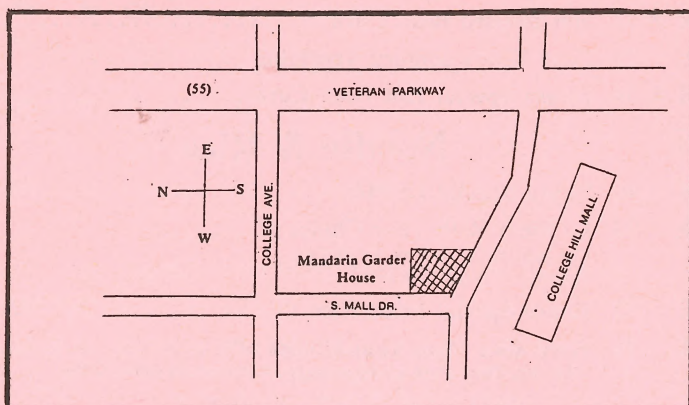 (55)
VETERAN PARKWAY
E
N
S
W
COLLEGE AVE.
Mandarin Garder
House
S. MALL DR.
COLLEGE HILL MALL